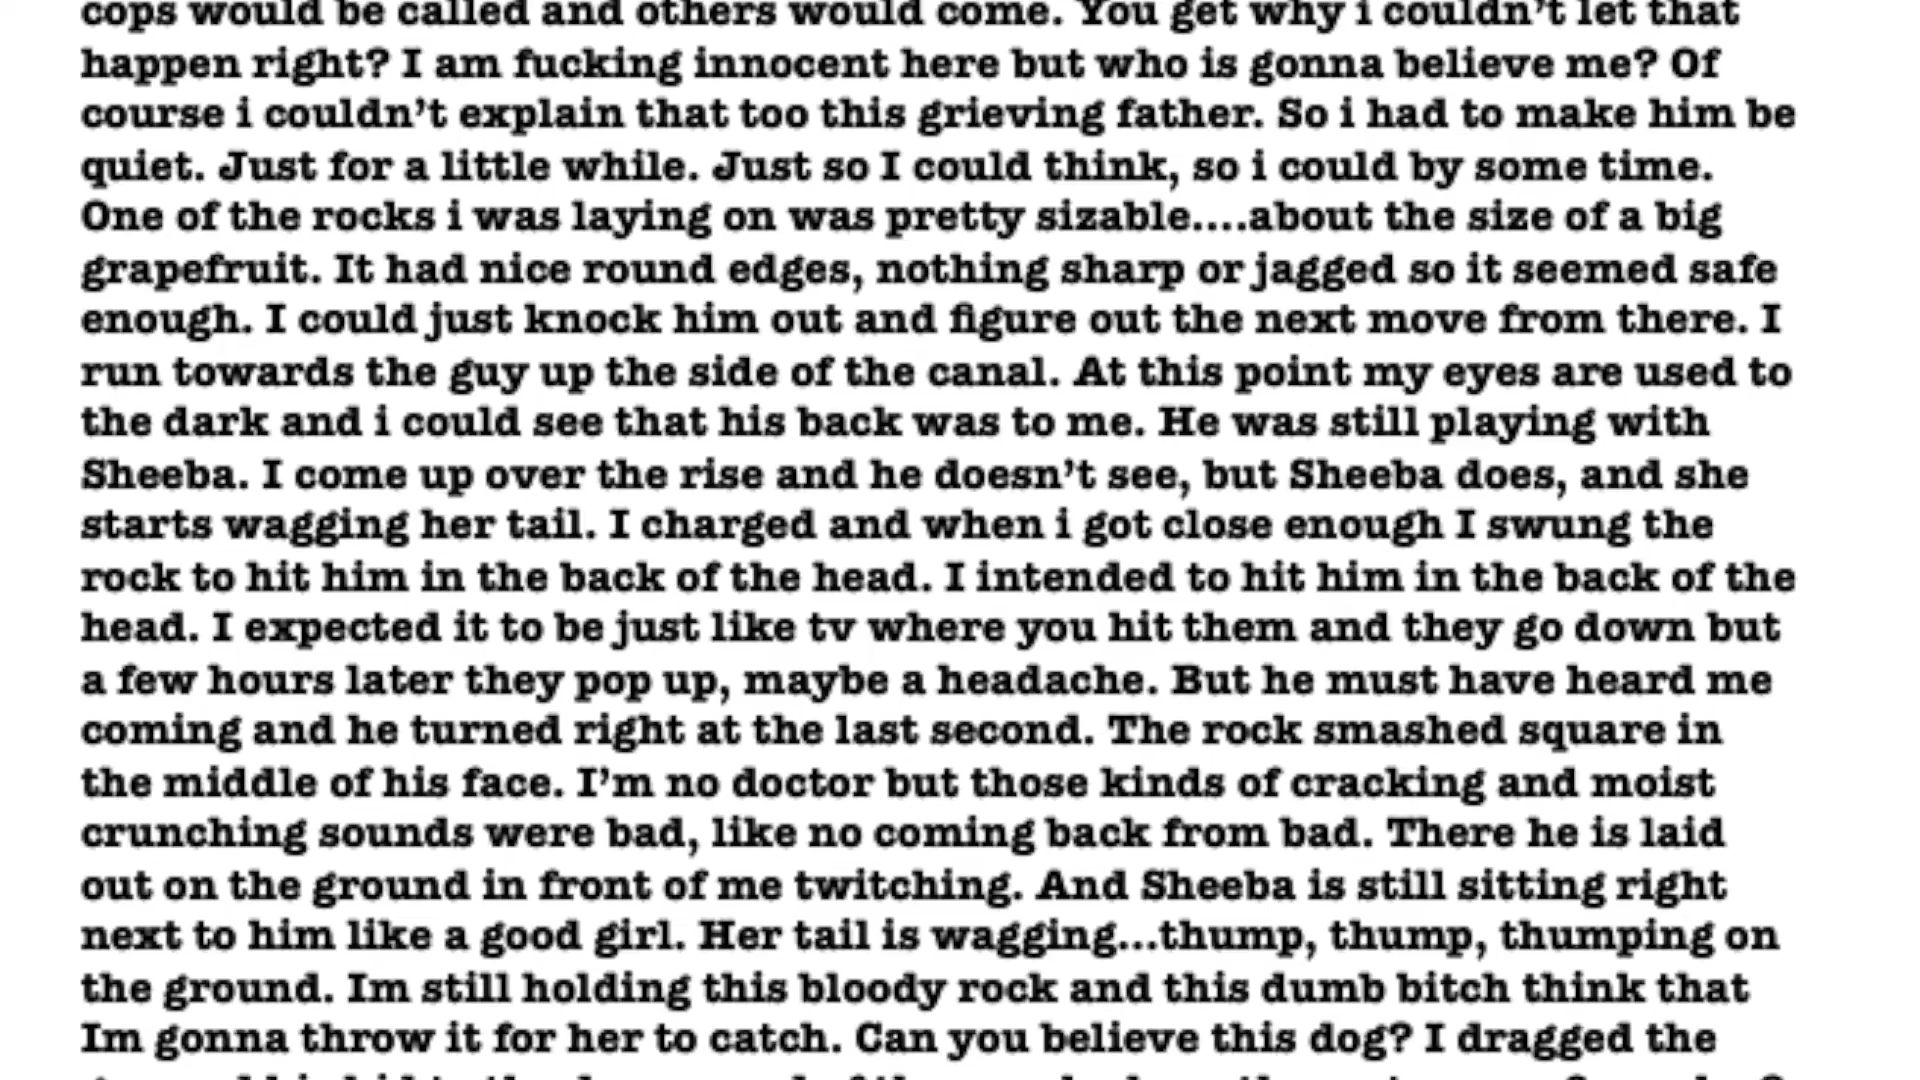 cops would be called and others would come. You get why i couldn't let that
happen right? I am fucking innocent here but who is gonna believe me? Of
course i couldn't explain that too this grieving father. So i had to make him be
quiet. Just for a little while. Just so I could think, so i could by some time.
One of the rocks i was laying on was pretty sizable....about the size of a big
grapefruit. It had nice round edges, nothing sharp or jagged so it seemed safe
enough. I could just knock him out and figure out the next move from there. I
run towards the guy up the side of the canal. At this point my eyes are used to
the dark and i could see that his back was to me. He was still playing with
Sheeba. I come up over the rise and he doesn't see, but Sheeba does, and she
starts wagging her tail. I charged and when i got close enough I swung the
rock to hit him in the back of the head. I intended to hit him in the back of the
head. I expected it to be just like tv where you hit them and they go down but
a few hours later they pop up, maybe a headache. But he must have heard me
coming and he turned right at the last second. The rock smashed square in
the middle of his face. I'm no doctor but those kinds of cracking and moist
crunching sounds were bad, like no coming back from bad. There he is laid
out on the ground in front of me twitching. And Sheeba is still sitting right
next to him like a good girl. Her tail is wagging...thump, thump, thumping on
the ground. Im still holding this bloody rock and this dumb bitch think that
Im gonna throw it for her to catch. Can you believe this dog? I dragged the